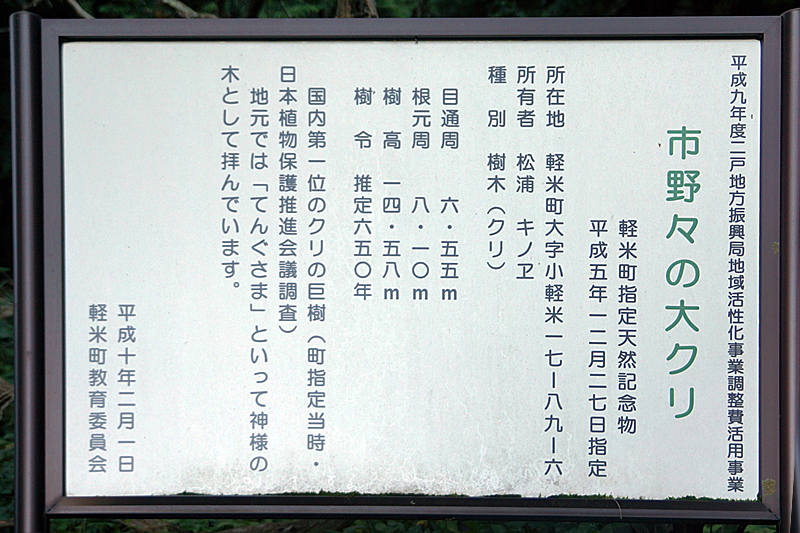 平成九年度二戸地方振興局地域活性化事業調整費活用事業
市野々の大クリ
軽米町指定天然記念物
平成五年一二月二七日指定
所在地 軽米町大字小軽米一七ー八九ー六
所有者 松浦 キノヱ
種 別 樹木(クリ)
目通周 六・五五m
根元周 八・一〇m
樹 高 一四・五八m
樹 令 推定六五〇年
国内第一位のクリの巨樹(町指定当時・
日本植物保護推進会議調査)
地元では「てんぐさま」といって神様の
木として拝んでいます。
平成十年二月一日
軽米町教育委員会